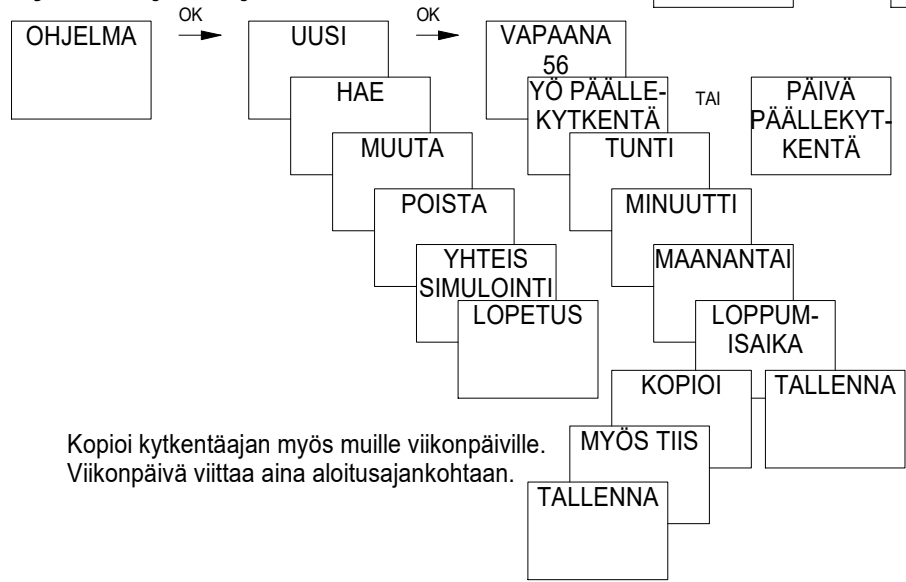 OK
OK
OHJELMA
UUSI
VAPAANA
56
HAE
YÖ PÄÄLLE-
KYTKENTÄ
TAI
PÄIVÄ
PÄÄLLEKYT-
KENTÄ
MUUTA
TUNTI
POISTA
MINUUTTI
YHTEIS
SIMULOINTI
MAANANTAI
LOPETUS
LOPPUM-
ISAIKA
KOPIOI
TALLENNA
Kopioi kytkentäajan myös muille viikonpäiville.
Viikonpäivä viittaa aina aloitusajankohtaan.
MYÖS TIIS
TALLENNA